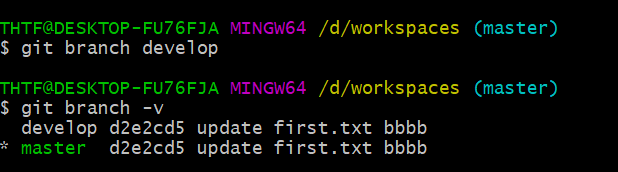 THTF@DESKTOP-FU76FJA MINGW64 /d/workspaces (master)
$ git branch develop
THTF@DESKTOP-FU76FJA MINGW64 /d/workspaces (master)
$ git branch -v
  develop d2e2cd5 update first.txt bbbb
* master  d2e2cd5 update first.txt bbbb